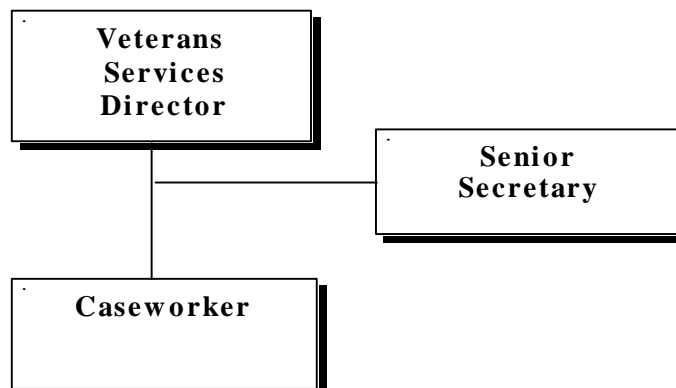 Veterans
Services
Director
Senior
Secretary
Caseworker